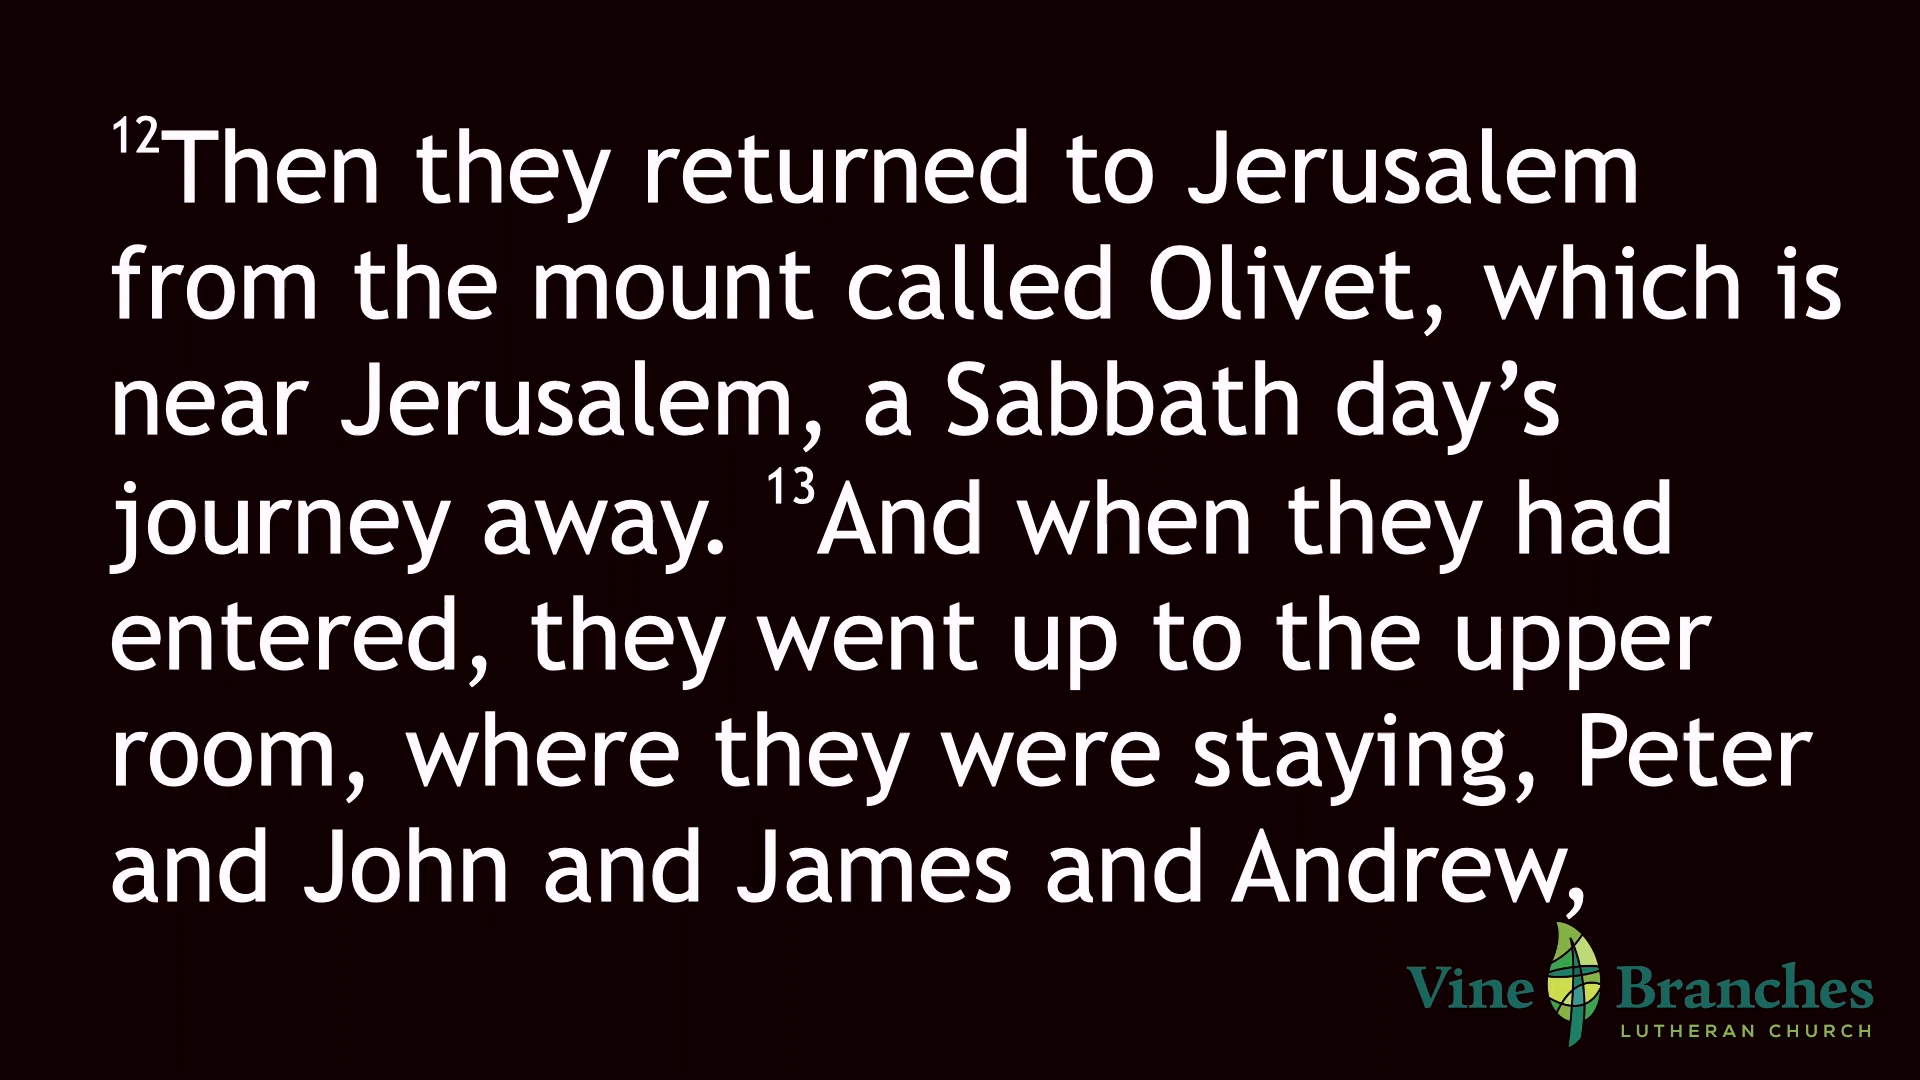 12Then they returned to Jerusalem
from the mount called Olivet, which is
near Jerusalem, a Sabbath day’s
journey away. 13And when they had
entered, they went up to the upper
room, where they were staying, Peter
and John and James and Andrew,
Vine Branches
LUTHERAN CHURCH